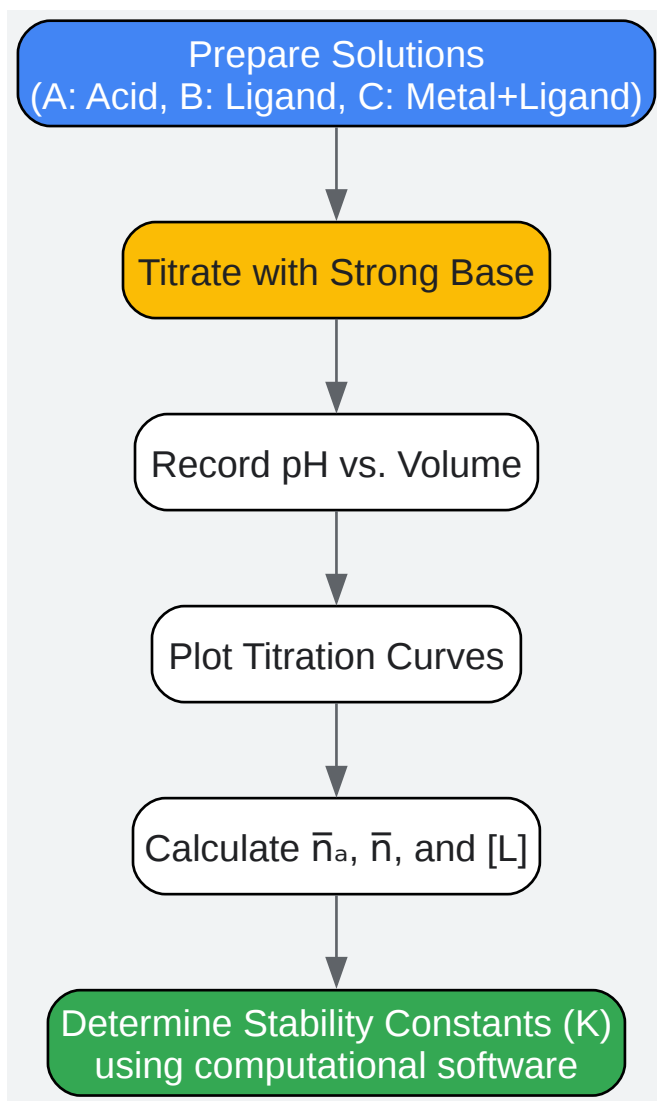 Prepare Solutions
(A: Acid, B: Ligand, C: Metal+Ligand)
Titrate with Strong Base
Record pH vs. Volume
Plot Titration Curves
Calculate n̅ₐ, n̅, and [L]
Determine Stability Constants (K)
using computational software